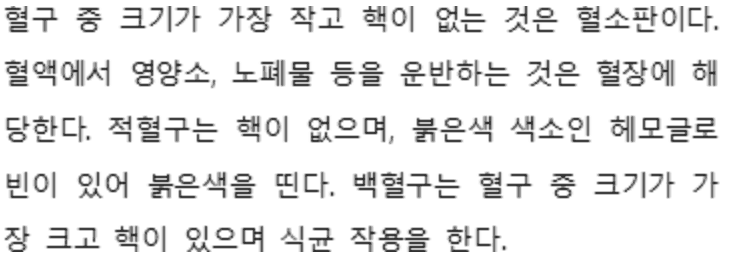 혈구 중 크기가 가장 작고 핵이 없는 것은 혈소판이다.
혈액에서 영양소, 노폐물 등을 운반하는 것은 혈장에 해
당한다. 적혈구는 핵이 없으며, 붉은색 색소인 헤모글로
빈이 있어 붉은색을 띤다. 백혈구는 혈구 중 크기가 가
장 크고 핵이 있으며 식균 작용을 한다.